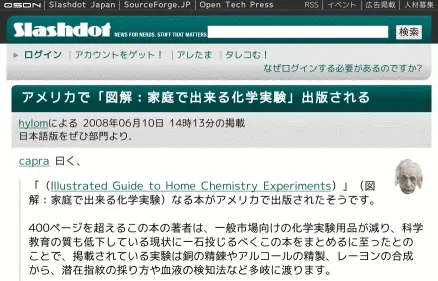 OSDN | Slashdot Japan | SourceForge.JP | Open Tech Press RSS | イベント | 広告掲載 | 人材募集
Slashdot NEWS FOR NERDS. STUFF THAT MATTERS. 検索
ログイン | アカウントをゲット! | アレたま | タレコむ!
なぜログインする必要があるのですか?
アメリカで「図解:家庭で出来る化学実験」出版される
hylomによる 2008年06月10日 14時13分の掲載
日本語版をぜひ部門より.
capra 曰く、
「(Illustrated Guide to Home Chemistry Experiments)」(図
解:家庭で出来る化学実験)なる本がアメリカで出版されたそうです。
400ページを超えるこの本の著者は、一般市場向けの化学実験用品が減り、科学
教育の質も低下している現状に一石投じるべくこの本をまとめるに至ったとの
ことで、掲載されている実験は銅の精錬やアルコールの精製、レーヨンの合成
から、潜在指紋の採り方や血液の検知法など多岐に渡ります。